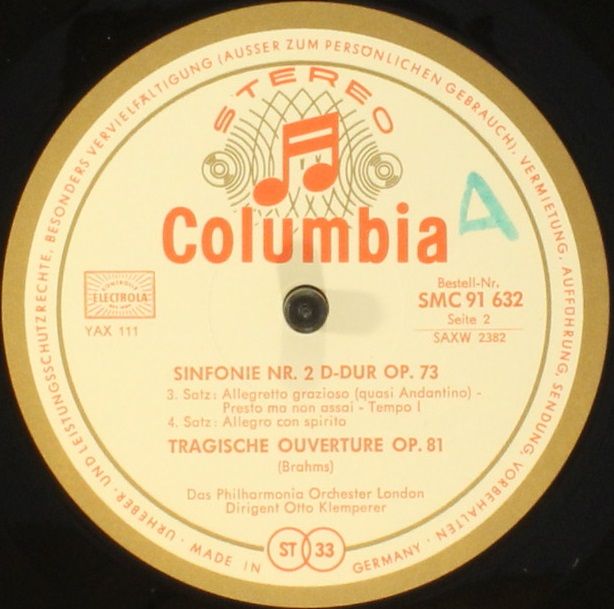 URHEBER- UND LEISTUNGSSCHUTZRECHTE, BESONDERS VERVIELFÄLTIGUNG (AUSSER ZUM PERSÖNLICHEN GEBRAUCH), VERMIETUNG, AUFFÜHRUNG, SENDUNG, VORBEHALTEN · MADE IN GERMANY ·
STEREO
Columbia
A
ELECTROLA
YAX 111
Bestell-Nr.
SMC 91 632
Seite 2
SAXW 2382
SINFONIE NR. 2 D-DUR OP. 73
3. Satz: Allegretto grazioso (quasi Andantino) -
Presto ma non assai - Tempo I
4. Satz: Allegro con spirito
TRAGISCHE OUVERTURE OP. 81
(Brahms)
Das Philharmonia Orchester London
Dirigent Otto Klemperer
ST 33